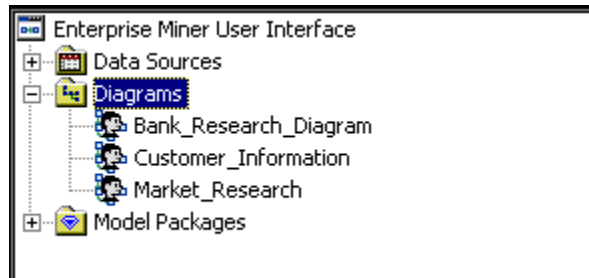 Enterprise Miner User Interface
Data Sources
Diagrams
Bank_Research_Diagram
Customer_Information
Market_Research
Model Packages